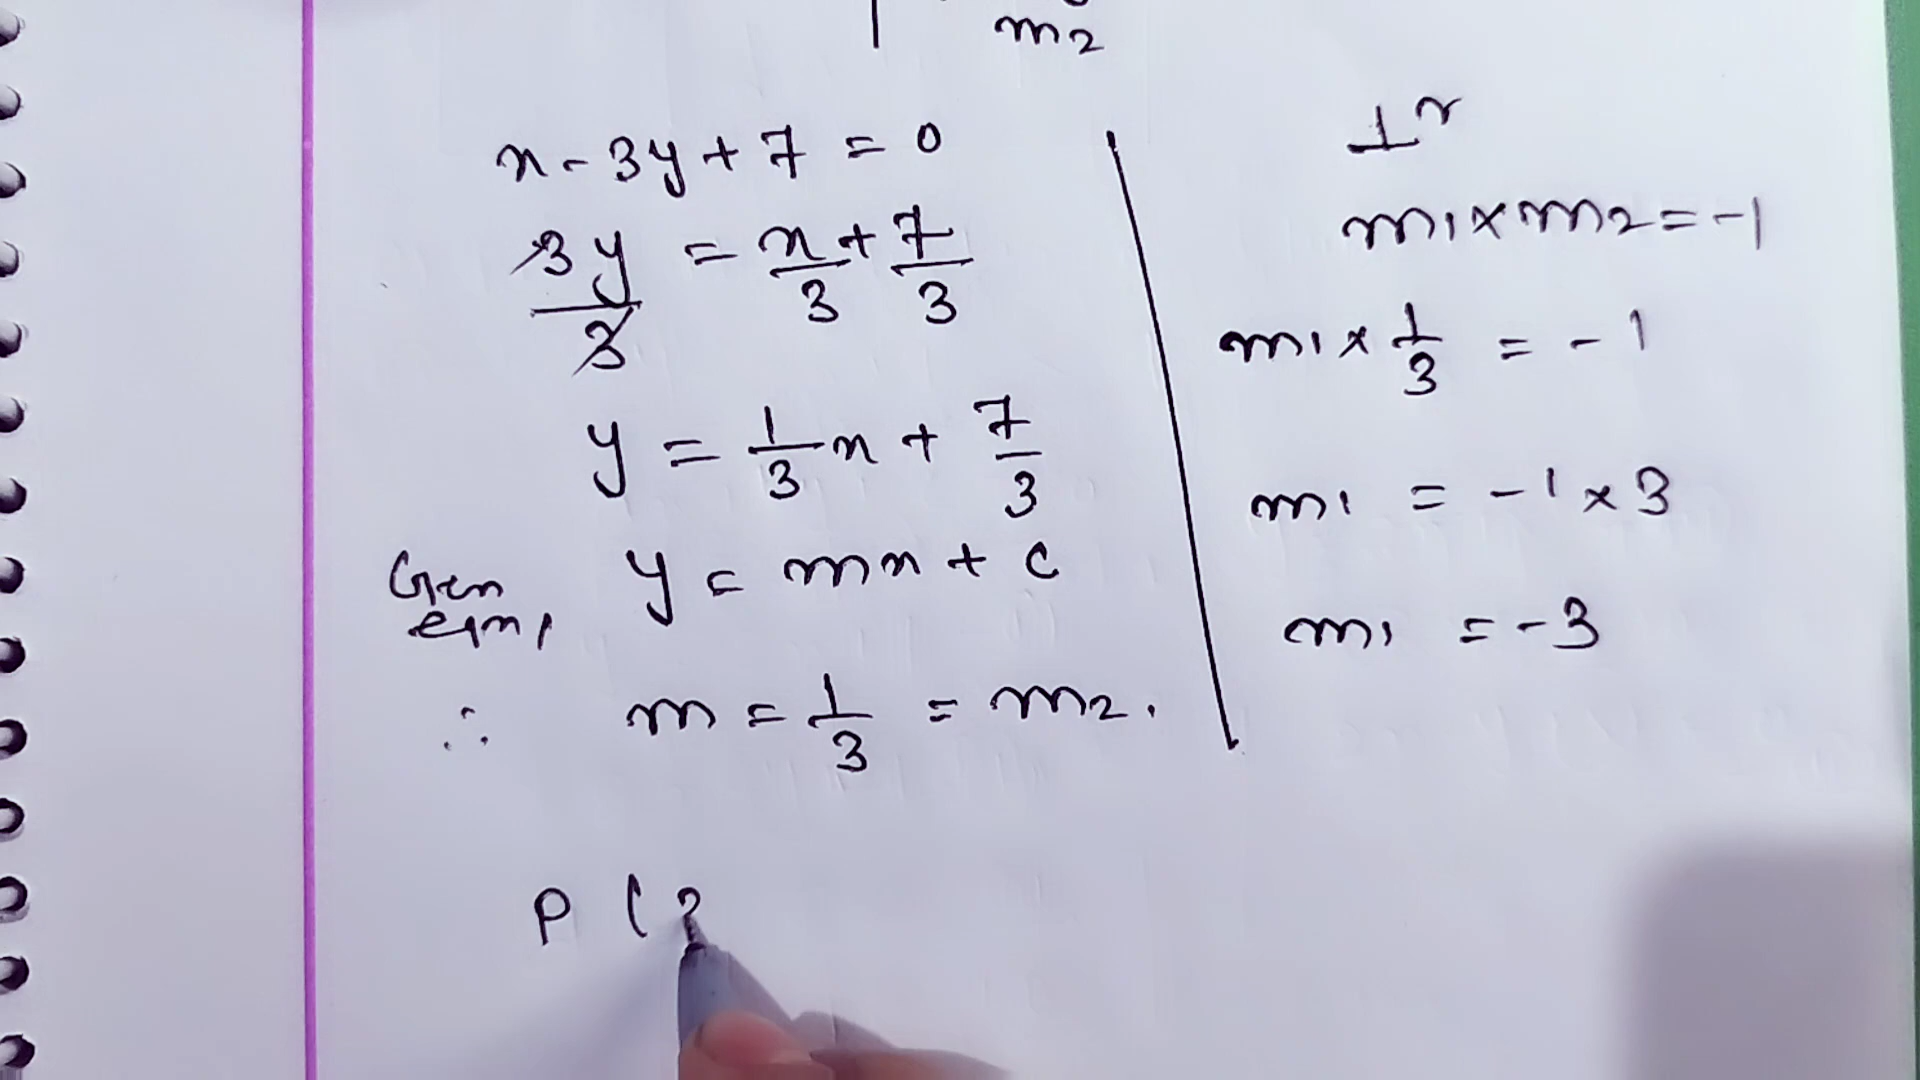 m2
x - 3y + 7 = 0
3y/3 = x/3 + 7/3
y = 1/3 x + 7/3
Gen eqn, y = mx + c
∴ m = 1/3 = m2.
P (
⊥r
m1 × m2 = -1
m1 × 1/3 = -1
m1 = -1 × 3
m1 = -3